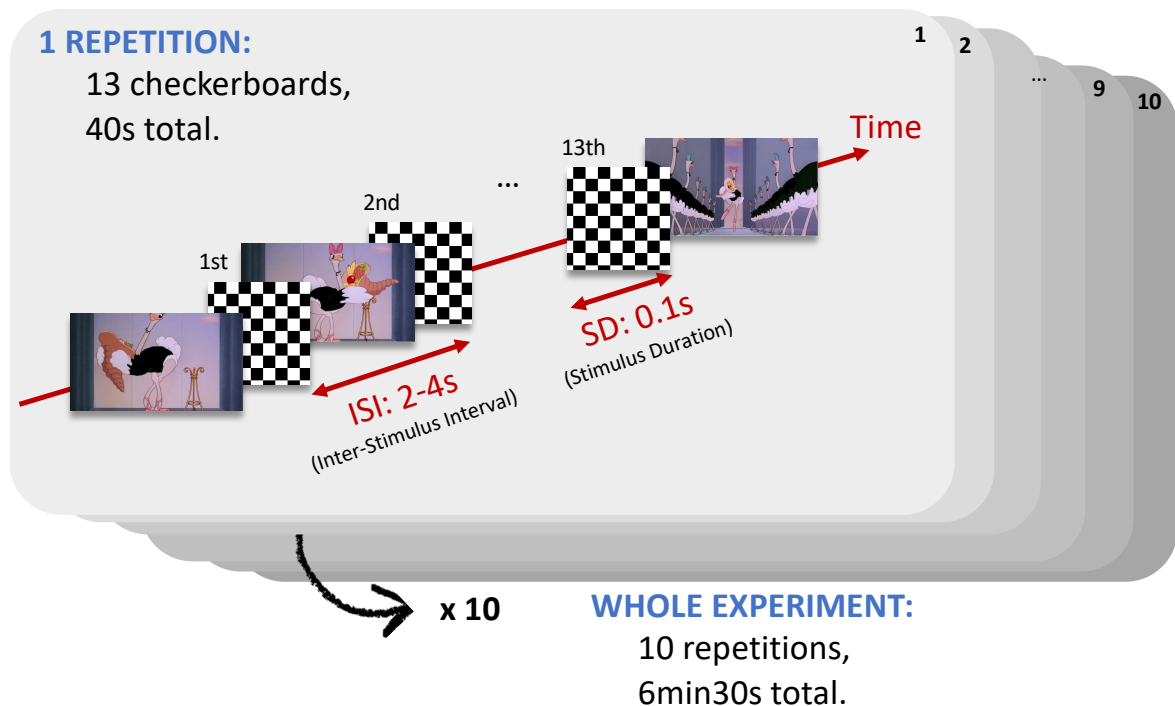 1 REPETITION:
13 checkerboards,
40s total.
1
2
...
9
10
Time
13th
...
2nd
1st
SD: 0.1s
(Stimulus Duration)
ISI: 2-4s
(Inter-Stimulus Interval)
x 10
WHOLE EXPERIMENT:
10 repetitions,
6min30s total.